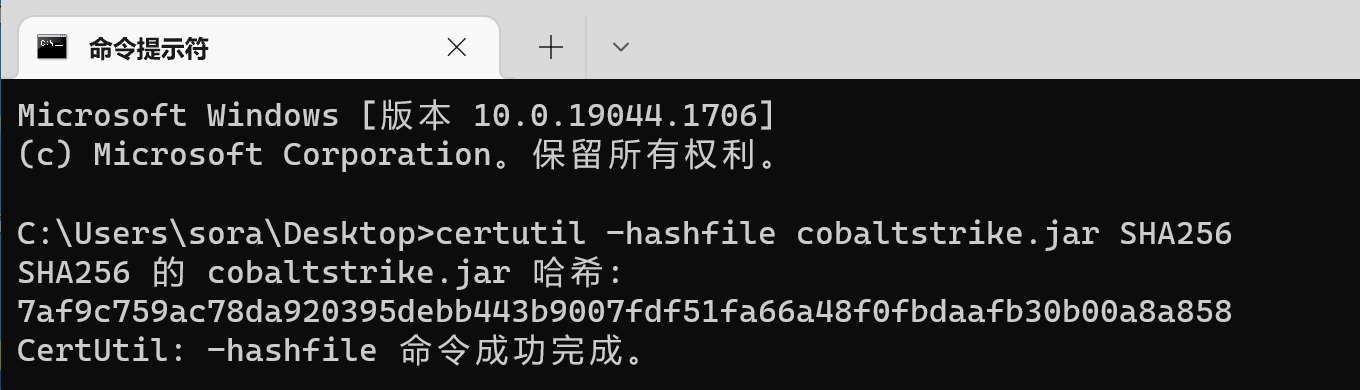 命令提示符
Microsoft Windows [版本 10.0.19044.1706]
(c) Microsoft Corporation。保留所有权利。
C:\Users\sora\Desktop>certutil -hashfile cobaltstrike.jar SHA256
SHA256 的 cobaltstrike.jar 哈希:
7af9c759ac78da920395debb443b9007fdf51fa66a48f0fbdaafb30b00a8a858
CertUtil: -hashfile 命令成功完成。